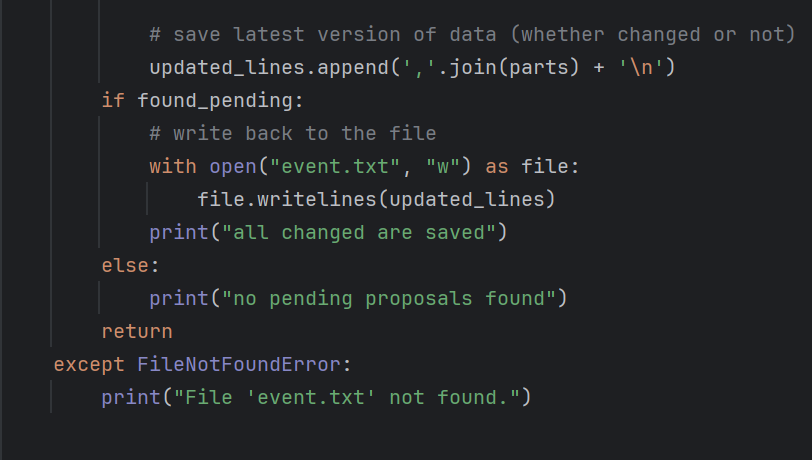 # save latest version of data (whether changed or not)
updated_lines.append(','.join(parts) + '\n')
if found_pending:
# write back to the file
with open("event.txt", "w") as file:
file.writelines(updated_lines)
print("all changed are saved")
else:
print("no pending proposals found")
return
except FileNotFoundError:
print("File 'event.txt' not found.")